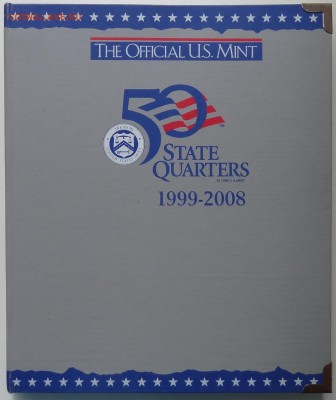 THE OFFICIAL U.S. MINT
50
STATE
QUARTERS
1999-2008